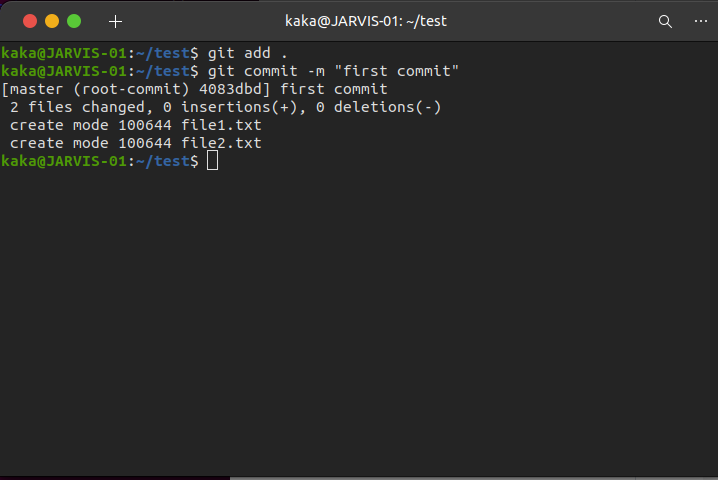 kaka@JARVIS-01: ~/test
kaka@JARVIS-01:~/test$ git add .
kaka@JARVIS-01:~/test$ git commit -m "first commit"
[master (root-commit) 4083dbd] first commit
 2 files changed, 0 insertions(+), 0 deletions(-)
 create mode 100644 file1.txt
 create mode 100644 file2.txt
kaka@JARVIS-01:~/test$